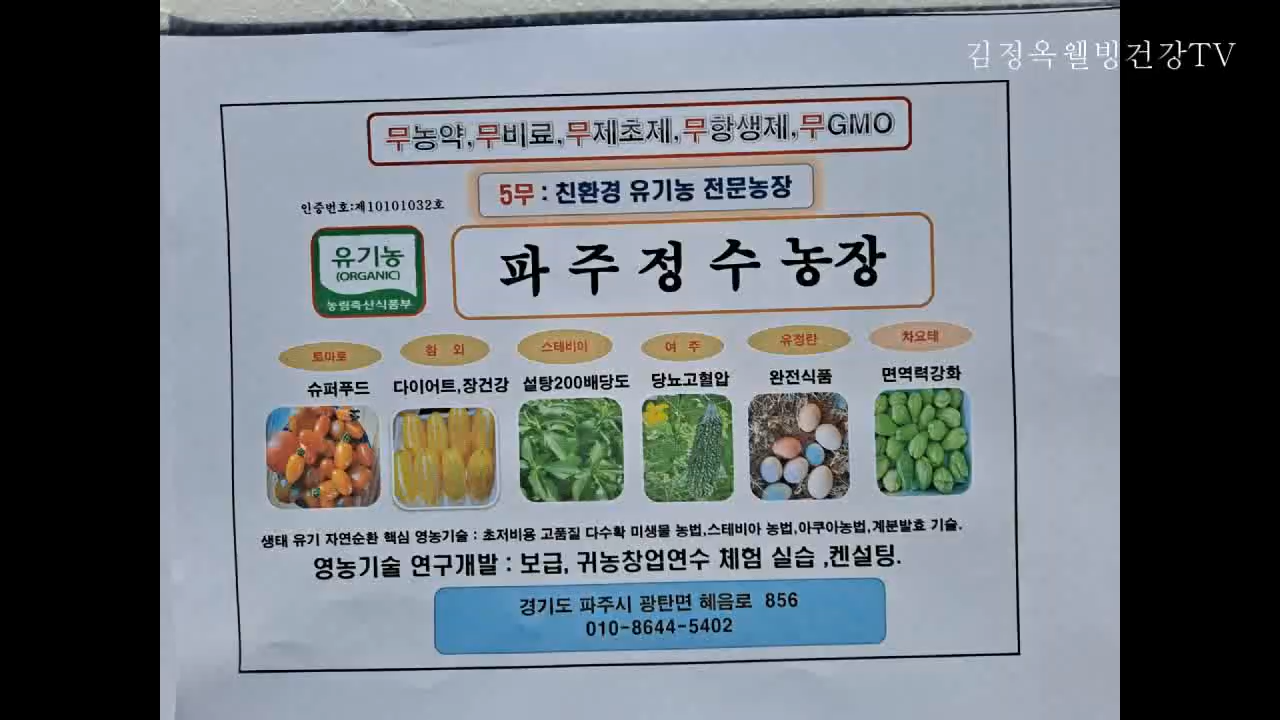 김정옥웰빙건강TV
무농약,무비료,무제초제,무항생제,무GMO
5무 : 친환경 유기농 전문농장
인증번호:제10101032호
유기농
(ORGANIC)
농림축산식품부
파주정수농장
토마토 참 외 스테비아 여 주 유정란 차요테
슈퍼푸드 다이어트,장건강 설탕200배당도 당뇨고혈압 완전식품 면역력강화
생태 유기 자연순환 핵심 영농기술 : 초저비용 고품질 다수확 미생물 농법,스테비아 농법,아쿠아농법,계분발효 기술.
영농기술 연구개발 : 보급, 귀농창업연수 체험 실습 ,켄설팅.
경기도 파주시 광탄면 혜음로 856
010-8644-5402